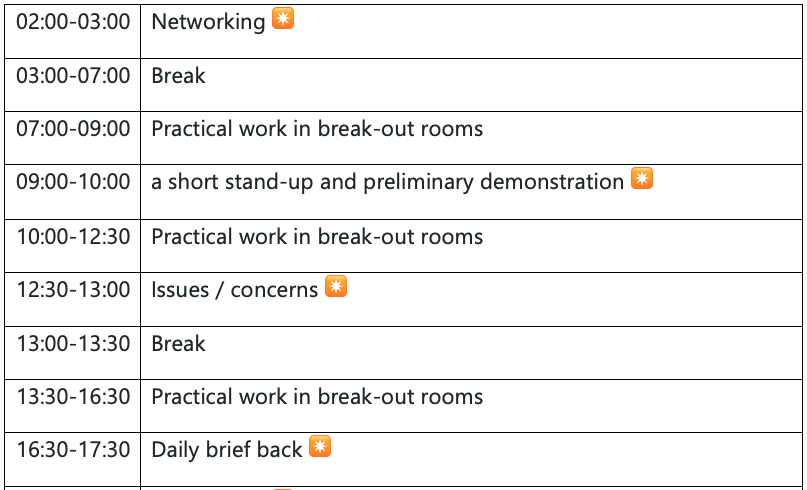 02:00-03:00 Networking ✴️
03:00-07:00 Break
07:00-09:00 Practical work in break-out rooms
09:00-10:00 a short stand-up and preliminary demonstration ✴️
10:00-12:30 Practical work in break-out rooms
12:30-13:00 Issues / concerns ✴️
13:00-13:30 Break
13:30-16:30 Practical work in break-out rooms
16:30-17:30 Daily brief back ✴️